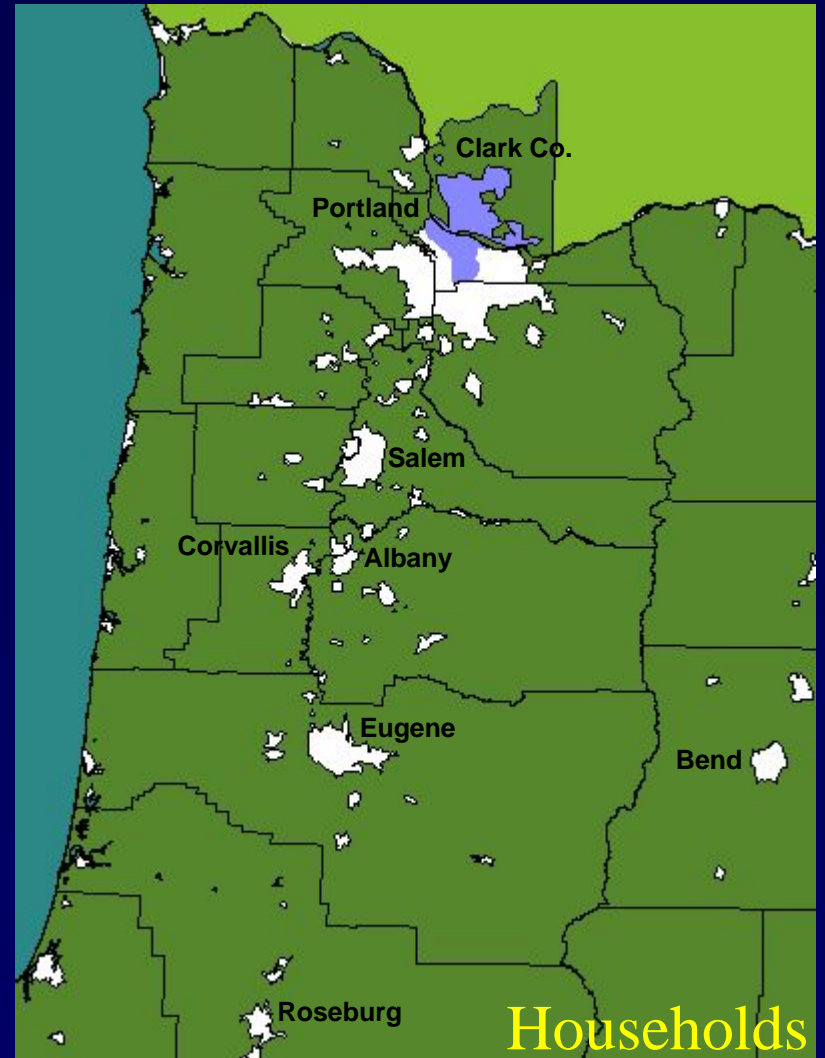 Clark Co.
Portland
Salem
Corvallis
Albany
Eugene
Bend
Roseburg
Households